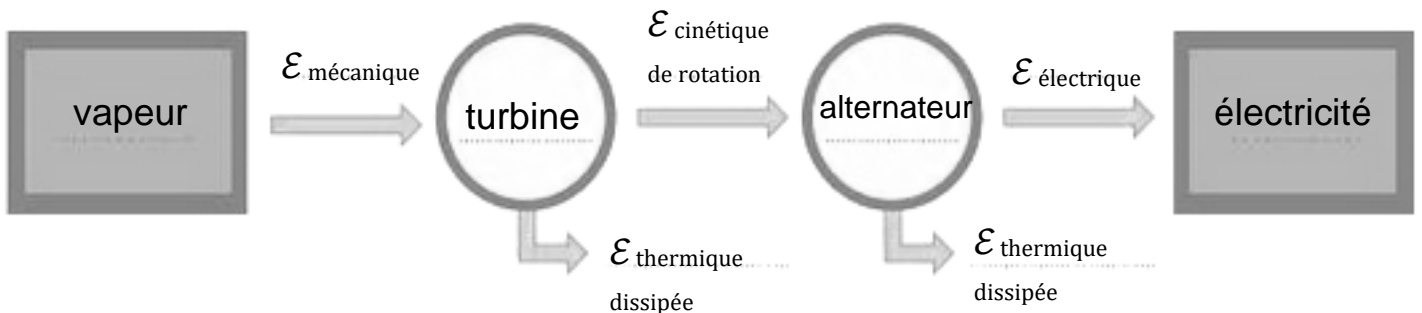 vapeur
ℰ mécanique
turbine
ℰ cinétique
de rotation
alternateur
ℰ électrique
électricité
ℰ thermique
dissipée
ℰ thermique
dissipée